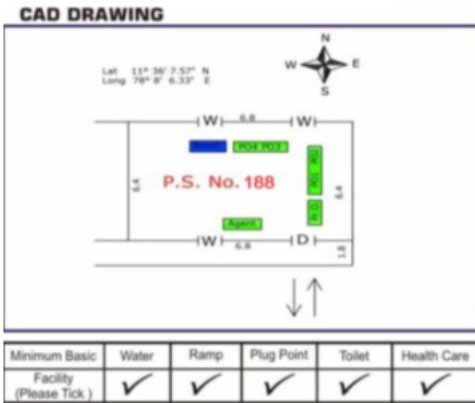 CAD DRAWING
N
W E
S
Lat 11° 36' 7.57" N
Long 78° 8' 6.33" E
W 6.8 W
PO4 PO3
PO2
PO1
6.4
P.S. No. 188
6.4
Agent
W 6.8 D
1.8
Minimum Basic Water Ramp Plug Point Toilet Health Care
Facility
(Please Tick )